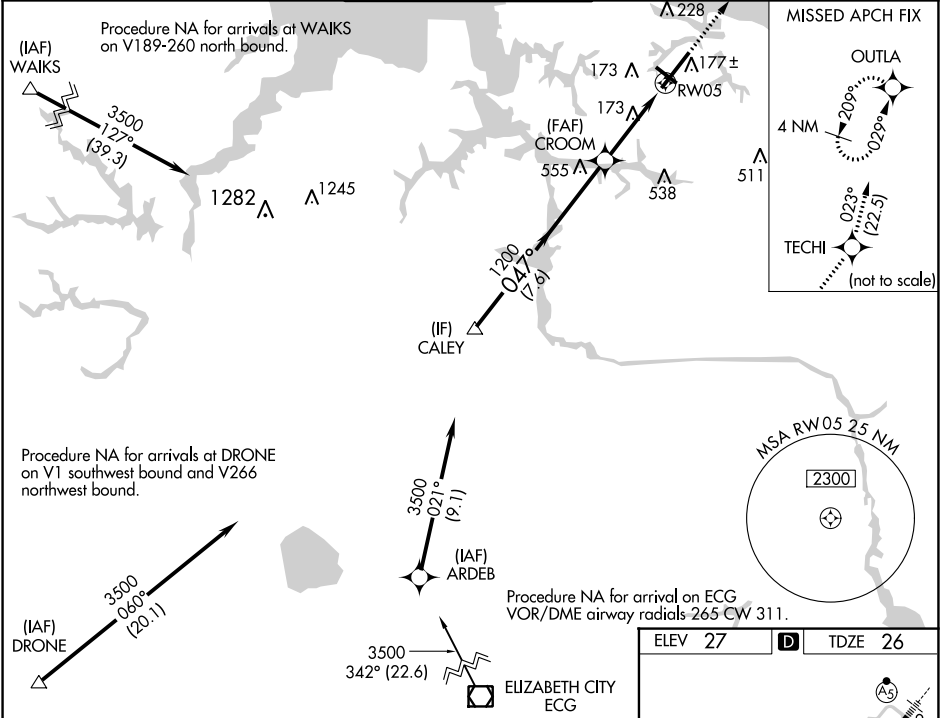 Procedure NA for arrivals at WAIKS
on V189-260 north bound.
(IAF)
WAIKS
3500
127°
(39.3)
1282
1245
228
173
177±
RW05
173
(FAF)
CROOM
555
538
511
1200
047°
(7.6)
(IF)
CALEY
MISSED APCH FIX
OUTLA
209°
029°
4 NM
023°
(22.5)
TECHI
(not to scale)
Procedure NA for arrivals at DRONE
on V1 southwest bound and V266
northwest bound.
MSA RW05 25 NM
2300
3500
021°
(9.1)
(IAF)
ARDEB
3500
060°
(20.1)
(IAF)
DRONE
Procedure NA for arrival on ECG
VOR/DME airway radials 265 CW 311.
3500
342° (22.6)
ELIZABETH CITY
ECG
ELEV 27
D
TDZE 26
A5